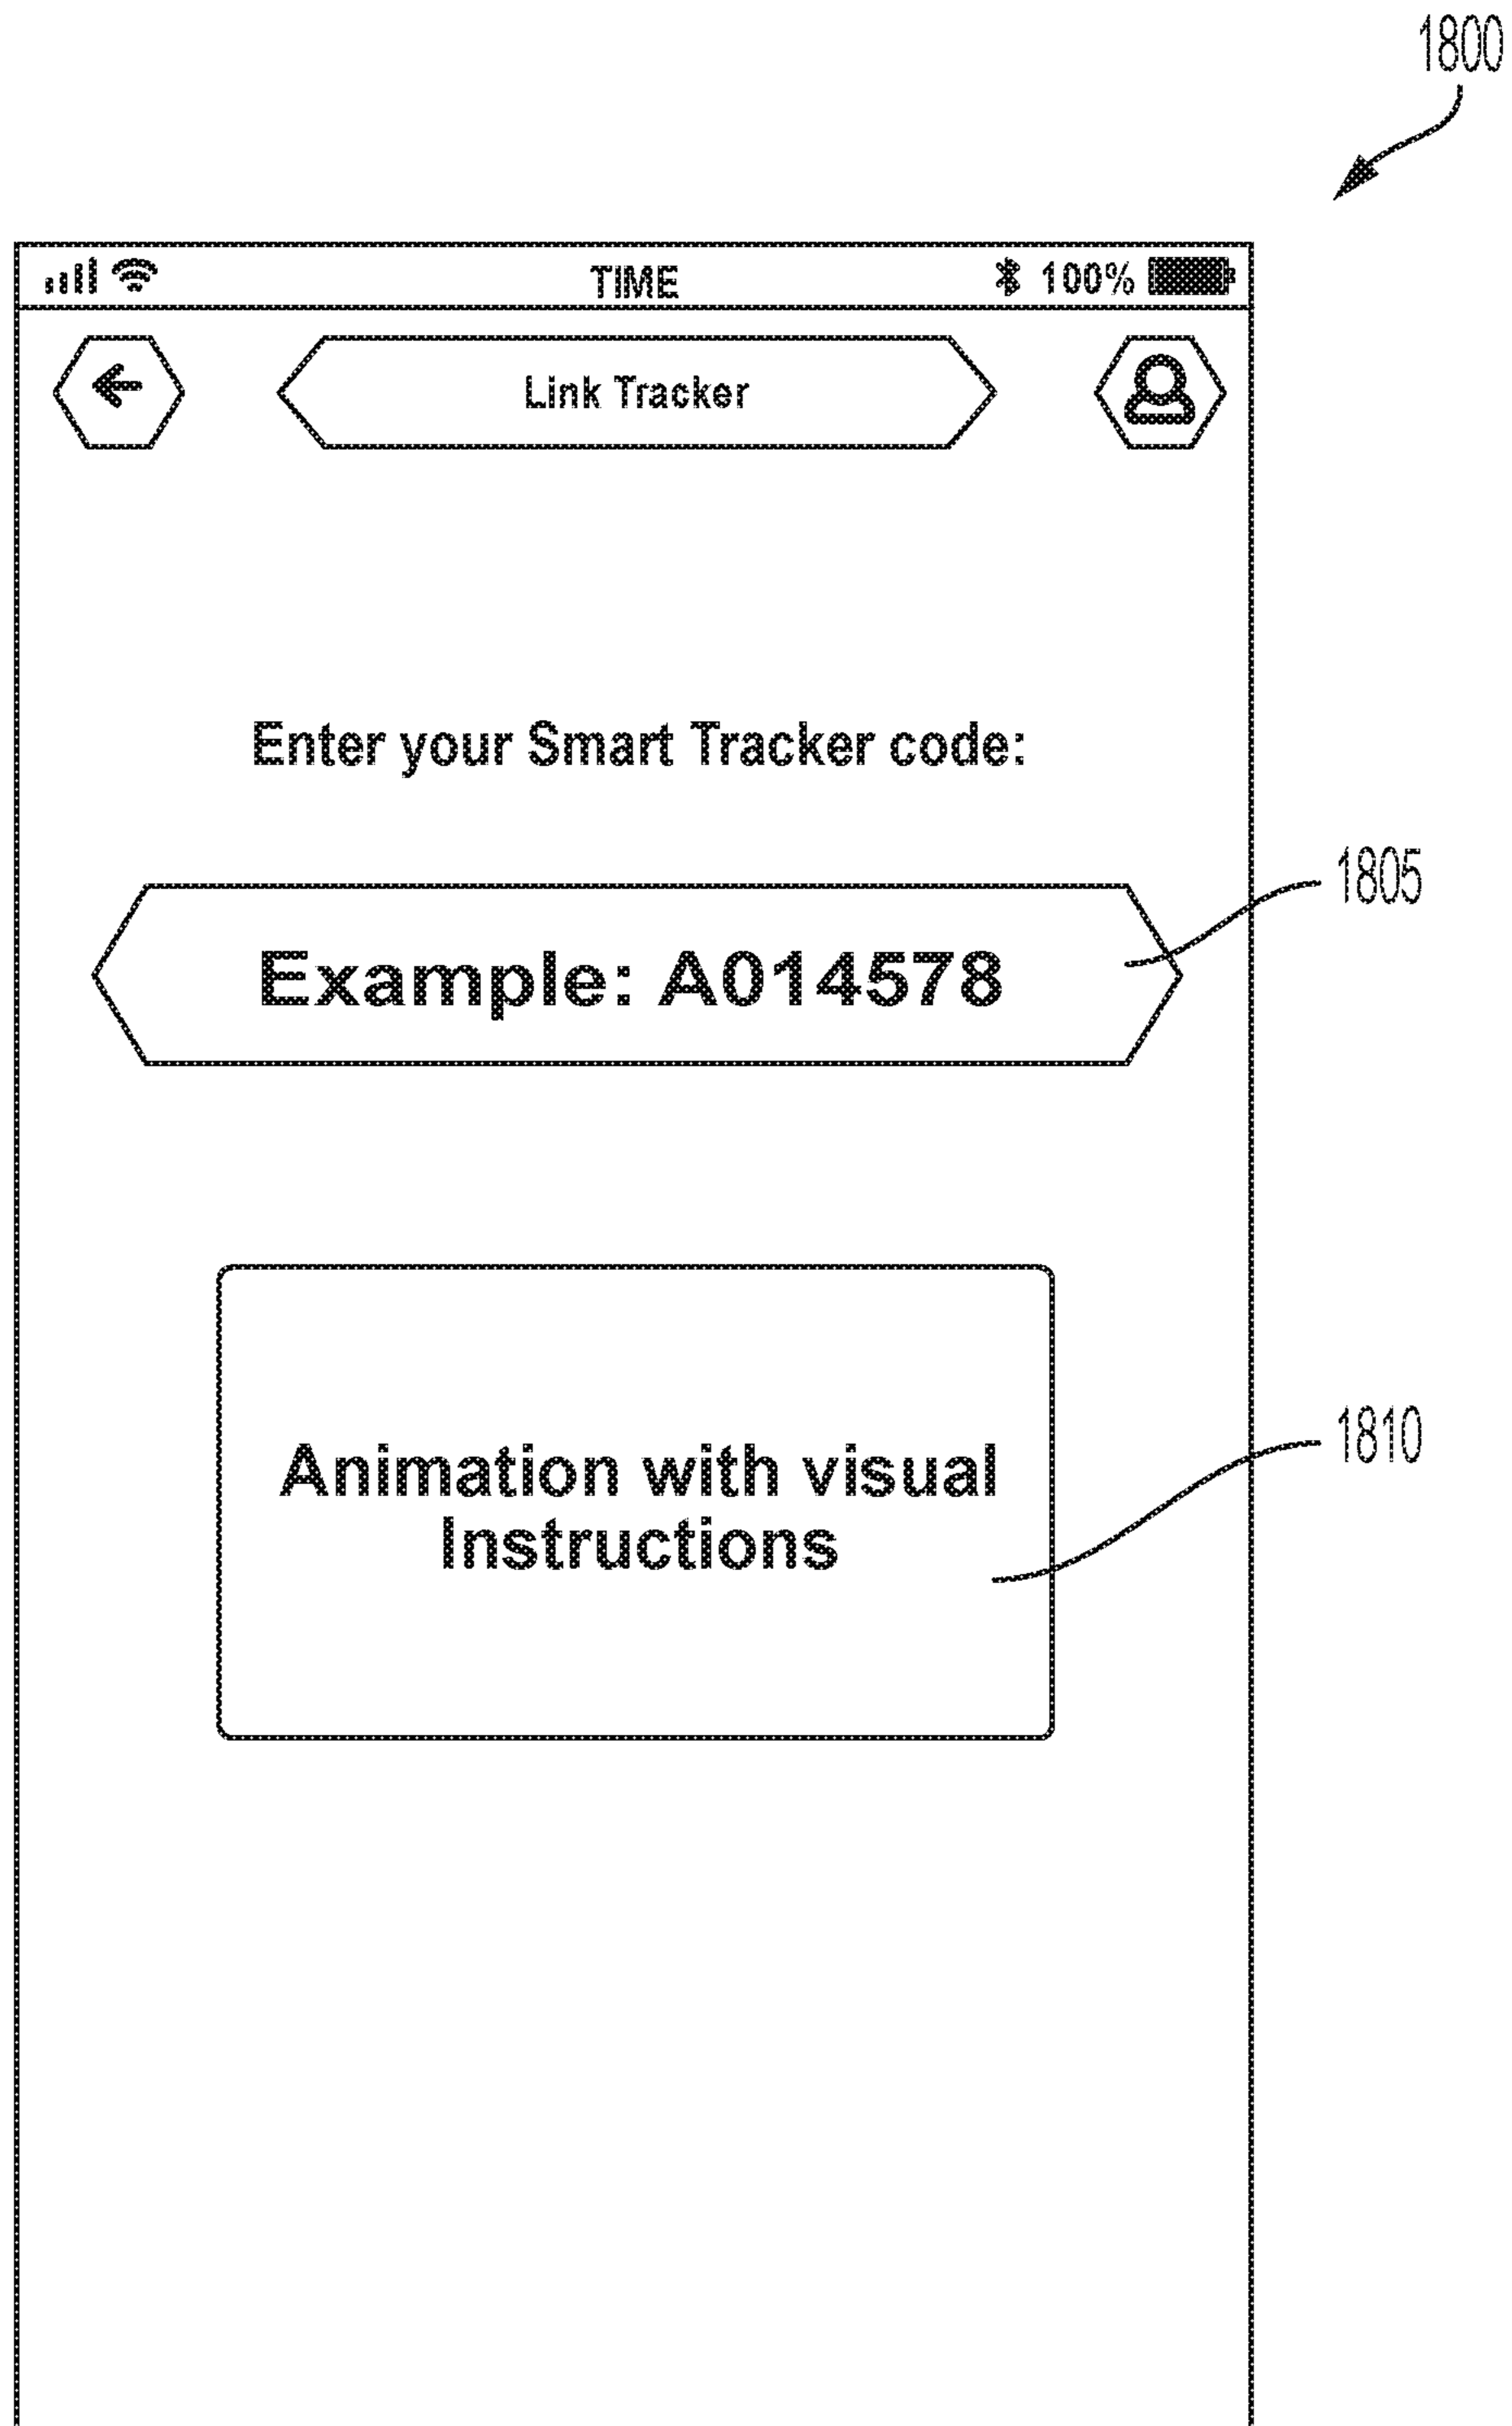 1800
TIME
100%
Link Tracker
Enter your Smart Tracker code:
1805
Example: A014578
1810
Animation with visual
Instructions